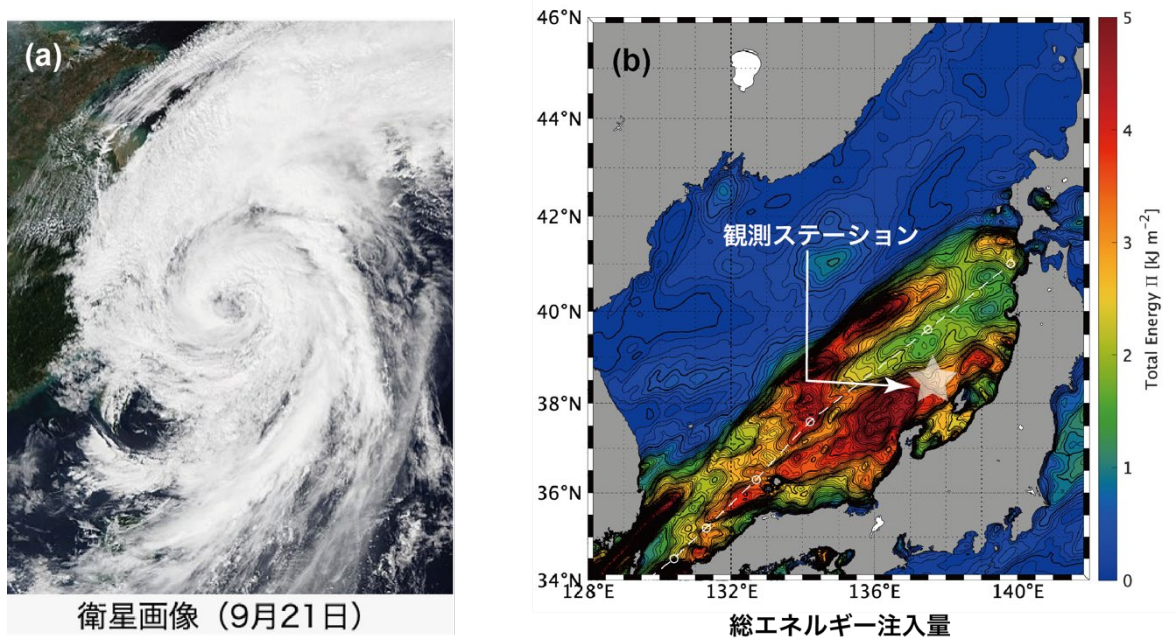 (a)
衛星画像（9月21日）
(b)
観測ステーション
46°N
44°N
42°N
40°N
38°N
36°N
34°N
128°E
132°E
136°E
140°E
5
4
3
2
1
0
Total Energy Π [kJ m⁻²]
総エネルギー注入量